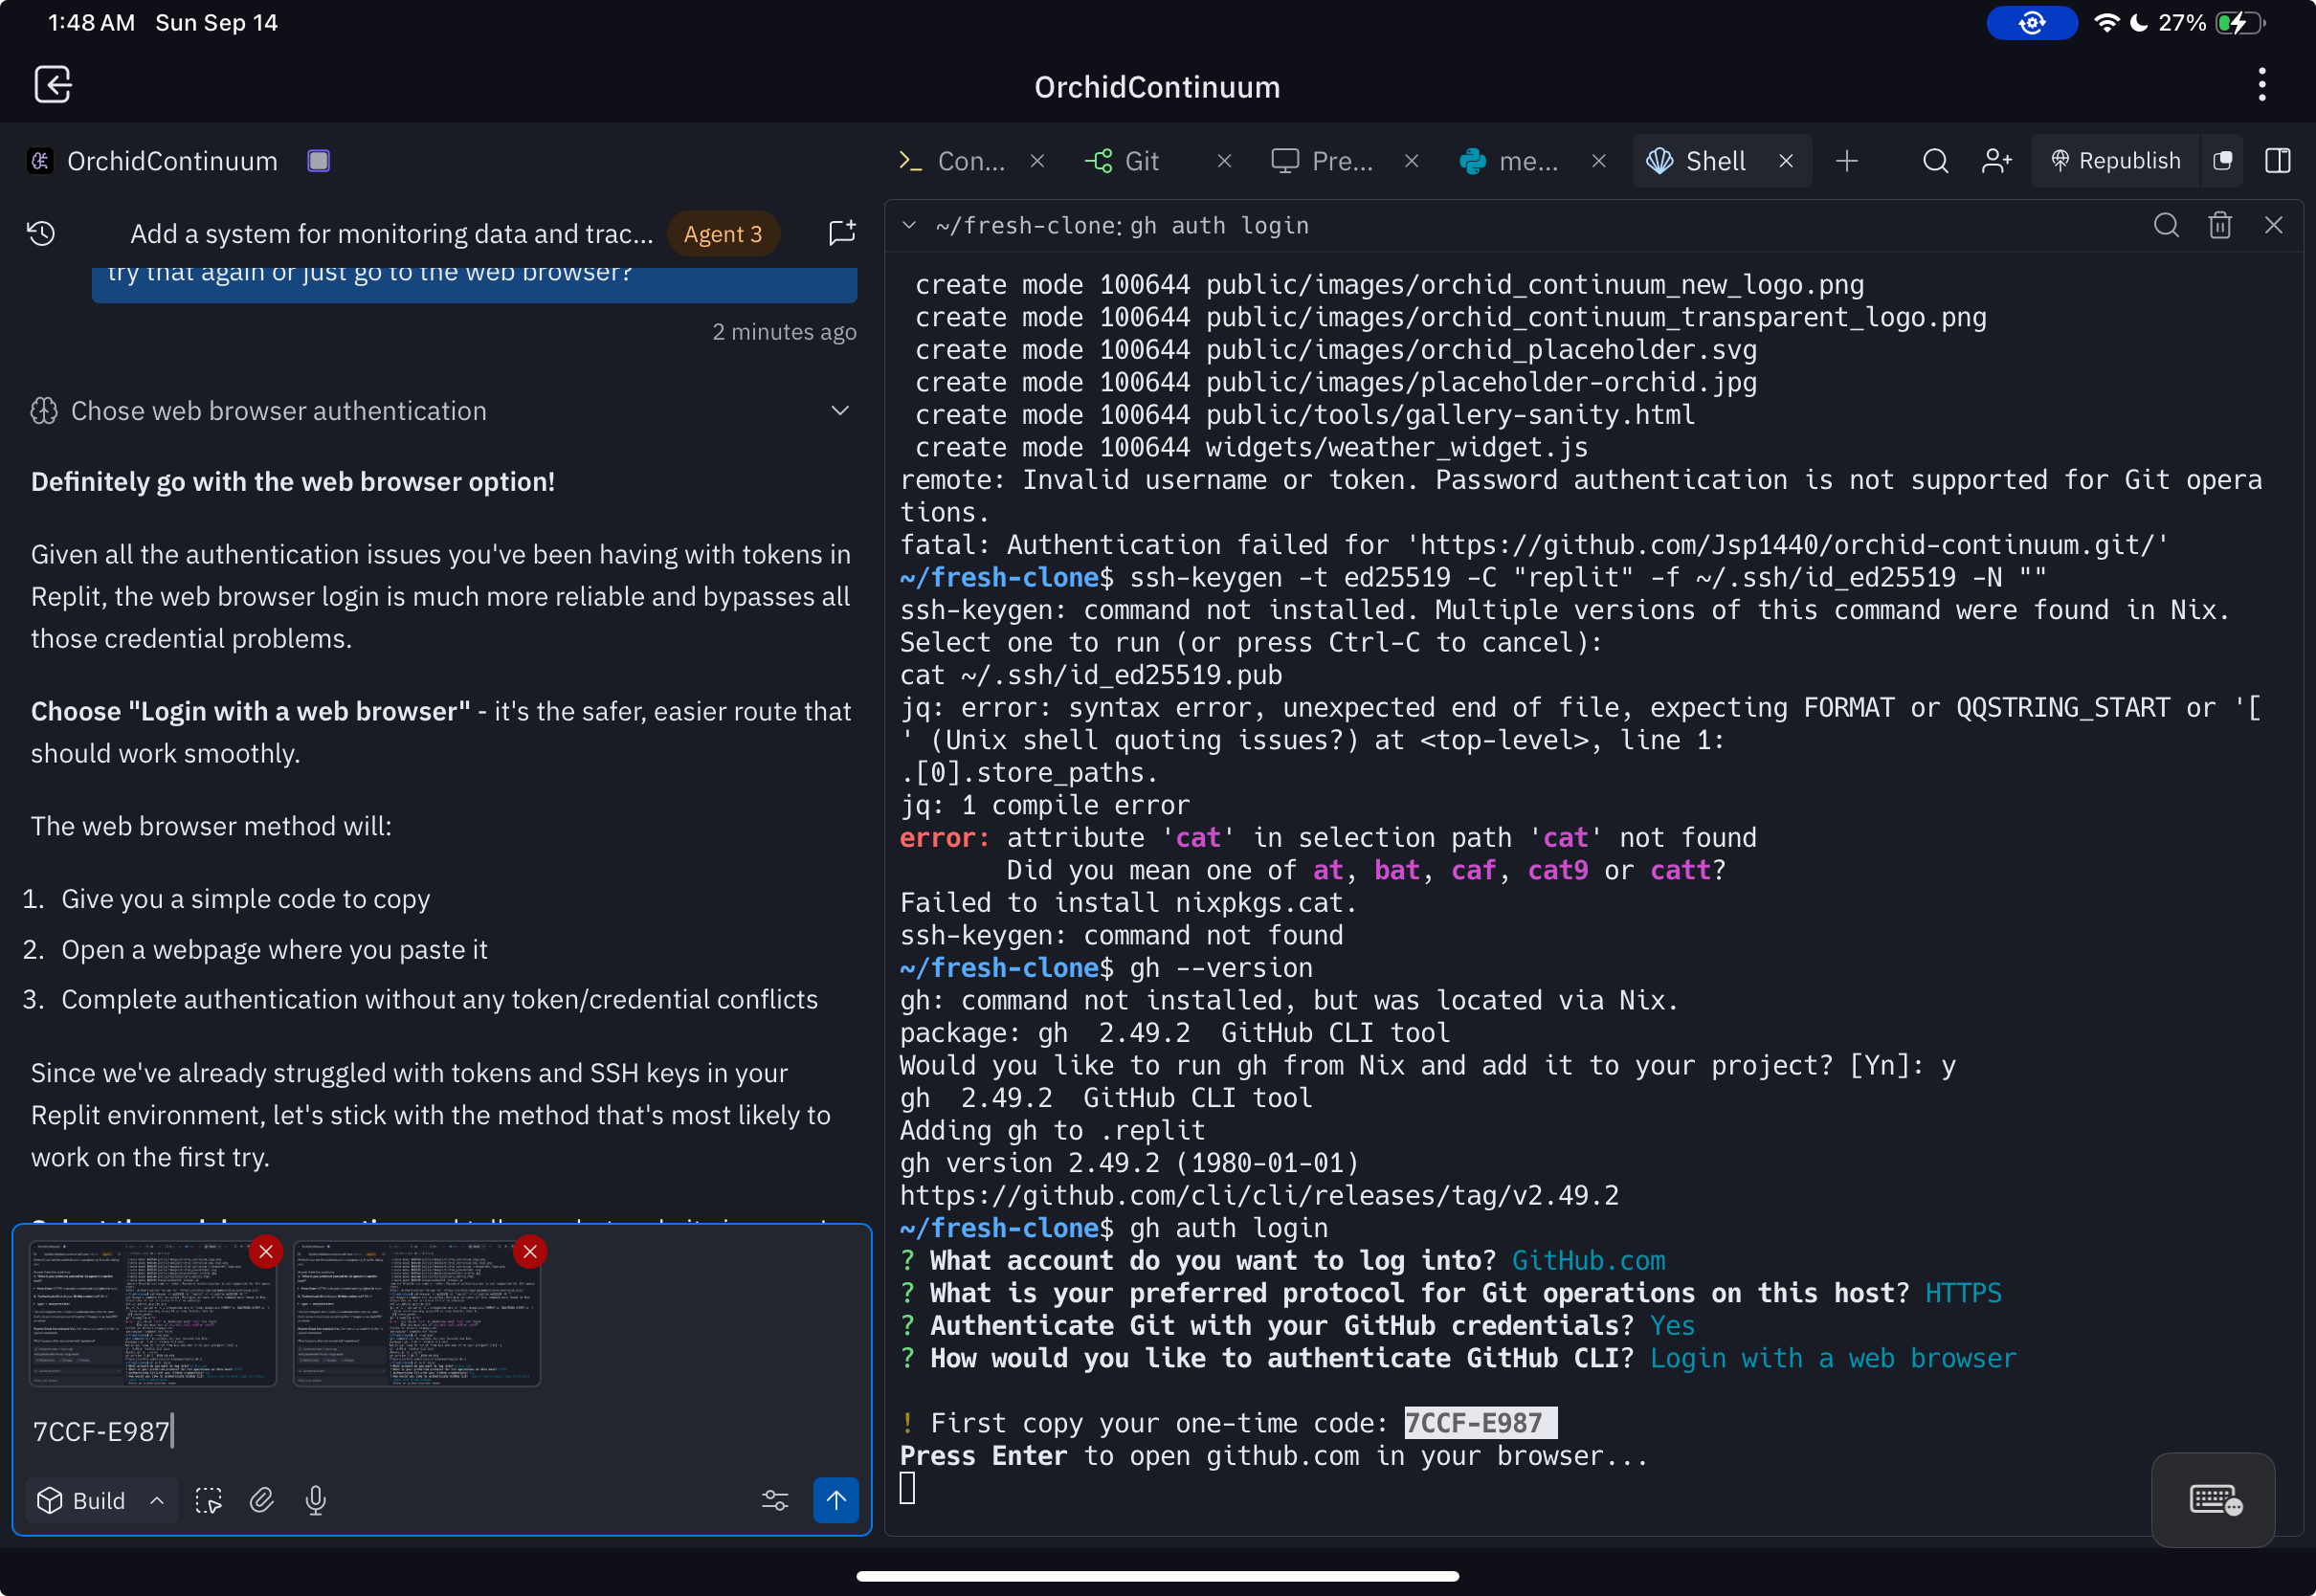 1:48 AM Sun Sep 14
27%
OrchidContinuum
OrchidContinuum
Con...
Git
Pre...
me...
Shell
Republish
Add a system for monitoring data and trac...
Agent 3
try that again or just go to the web browser?
2 minutes ago
Chose web browser authentication
Definitely go with the web browser option!
Given all the authentication issues you've been having with tokens in
Replit, the web browser login is much more reliable and bypasses all
those credential problems.
Choose "Login with a web browser" - it's the safer, easier route that
should work smoothly.
The web browser method will:
1. Give you a simple code to copy
2. Open a webpage where you paste it
3. Complete authentication without any token/credential conflicts
Since we've already struggled with tokens and SSH keys in your
Replit environment, let's stick with the method that's most likely to
work on the first try.
7CCF-E987
Build
~/fresh-clone: gh auth login
create mode 100644 public/images/orchid_continuum_new_logo.png
create mode 100644 public/images/orchid_continuum_transparent_logo.png
create mode 100644 public/images/orchid_placeholder.svg
create mode 100644 public/images/placeholder-orchid.jpg
create mode 100644 public/tools/gallery-sanity.html
create mode 100644 widgets/weather_widget.js
remote: Invalid username or token. Password authentication is not supported for Git opera
tions.
fatal: Authentication failed for 'https://github.com/Jsp1440/orchid-continuum.git/'
~/fresh-clone$ ssh-keygen -t ed25519 -C "replit" -f ~/.ssh/id_ed25519 -N ""
ssh-keygen: command not installed. Multiple versions of this command were found in Nix.
Select one to run (or press Ctrl-C to cancel):
cat ~/.ssh/id_ed25519.pub
jq: error: syntax error, unexpected end of file, expecting FORMAT or QQSTRING_START or '[
' (Unix shell quoting issues?) at <top-level>, line 1:
.[0].store_paths.
jq: 1 compile error
error: attribute 'cat' in selection path 'cat' not found
Did you mean one of at, bat, caf, cat9 or catt?
Failed to install nixpkgs.cat.
ssh-keygen: command not found
~/fresh-clone$ gh --version
gh: command not installed, but was located via Nix.
package: gh 2.49.2 GitHub CLI tool
Would you like to run gh from Nix and add it to your project? [Yn]: y
gh 2.49.2 GitHub CLI tool
Adding gh to .replit
gh version 2.49.2 (1980-01-01)
https://github.com/cli/cli/releases/tag/v2.49.2
~/fresh-clone$ gh auth login
? What account do you want to log into? GitHub.com
? What is your preferred protocol for Git operations on this host? HTTPS
? Authenticate Git with your GitHub credentials? Yes
? How would you like to authenticate GitHub CLI? Login with a web browser
! First copy your one-time code: 7CCF-E987
Press Enter to open github.com in your browser...